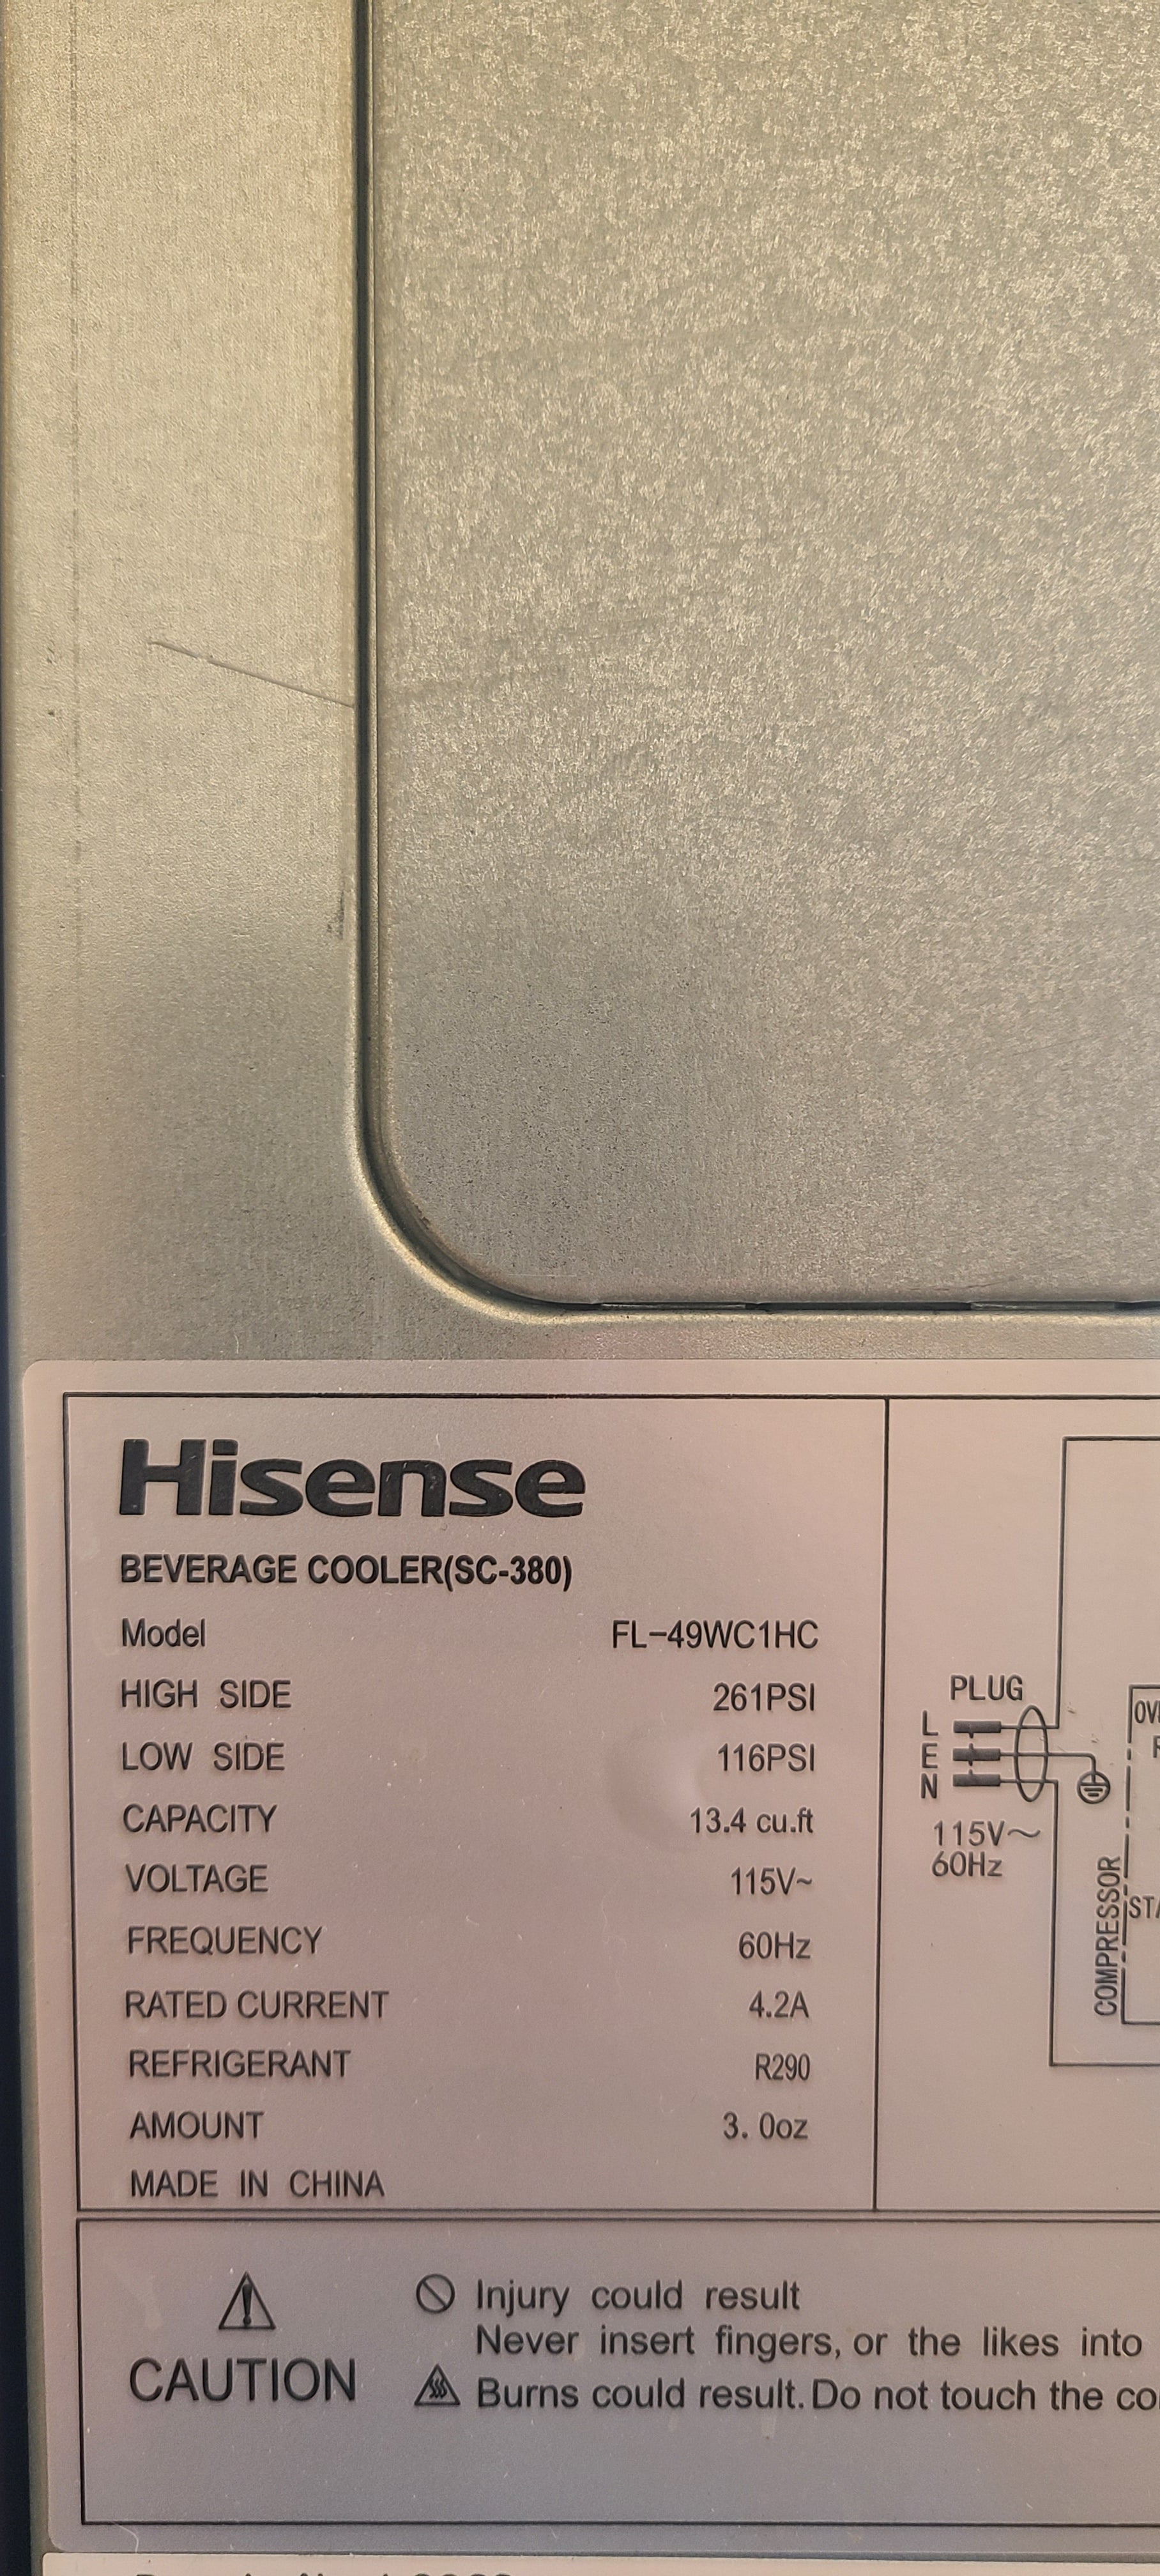 Hisense
BEVERAGE COOLER(SC-380)
Model FL-49WC1HC
HIGH SIDE 261PSI
LOW SIDE 116PSI
CAPACITY 13.4 cu.ft
VOLTAGE 115V~
FREQUENCY 60Hz
RATED CURRENT 4.2A
REFRIGERANT R290
AMOUNT 3. 0oz
MADE IN CHINA
PLUG
L
E
N
115V~
60Hz
COMPRESSOR
CAUTION
Injury could result
Never insert fingers, or the likes into
Burns could result. Do not touch the